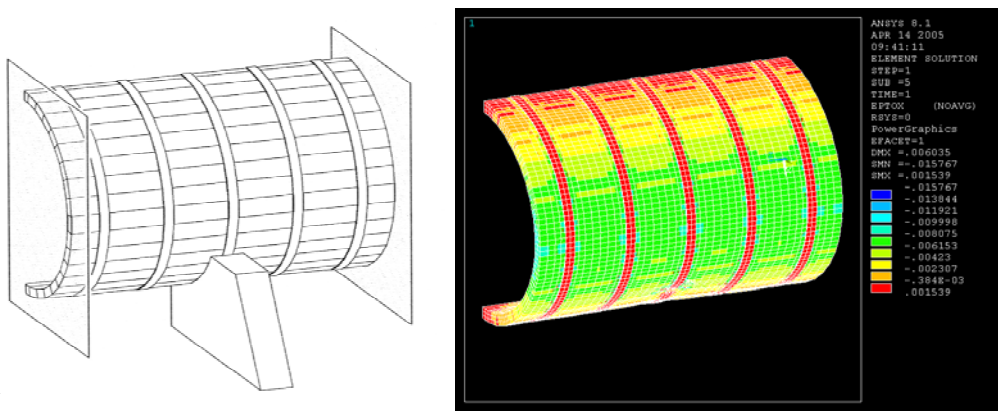 1
ANSYS 8.1
APR 14 2005
09:41:11
ELEMENT SOLUTION
STEP=1
SUB =5
TIME=1
EPTOX (NOAVG)
RSYS=0
PowerGraphics
EFACET=1
DMX =.006035
SMN =-.015767
SMX =.001539
-.015767
-.013844
-.011921
-.009998
-.008075
-.006153
-.00423
-.002307
-.384E-03
.001539